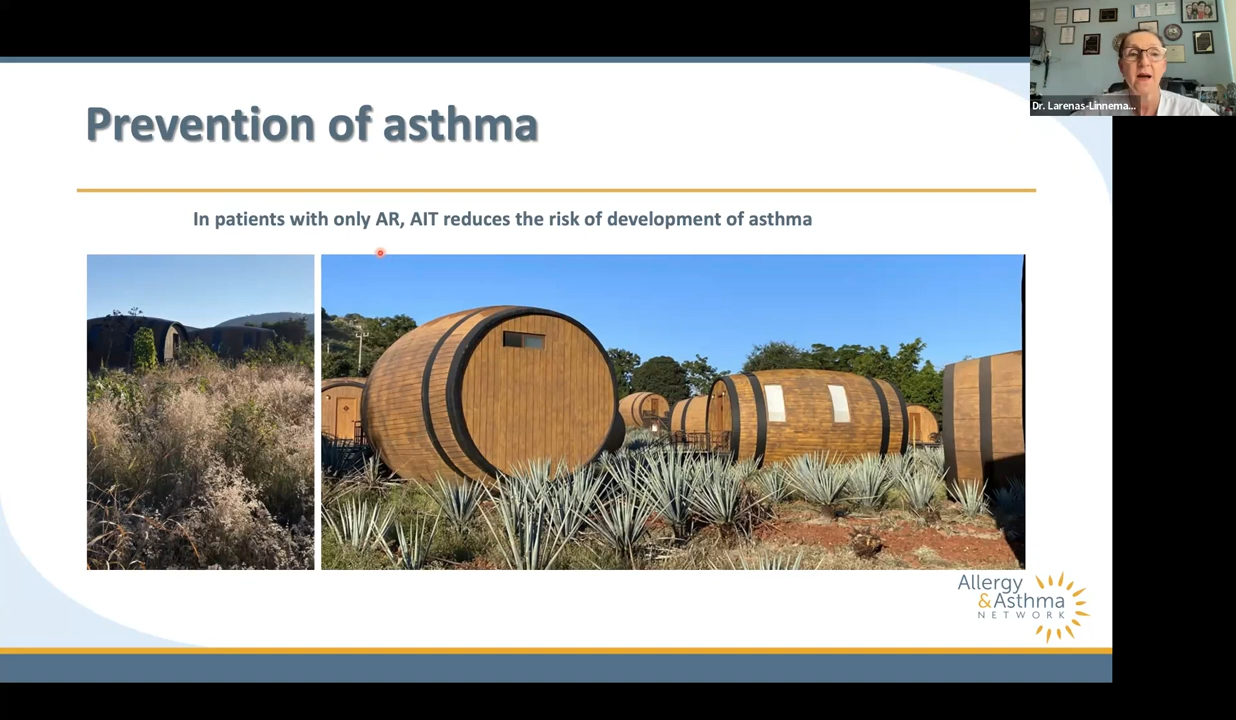 Dr. Larenas-Linnema...
Prevention of asthma
In patients with only AR, AIT reduces the risk of development of asthma
Allergy
&Asthma
NETWORK